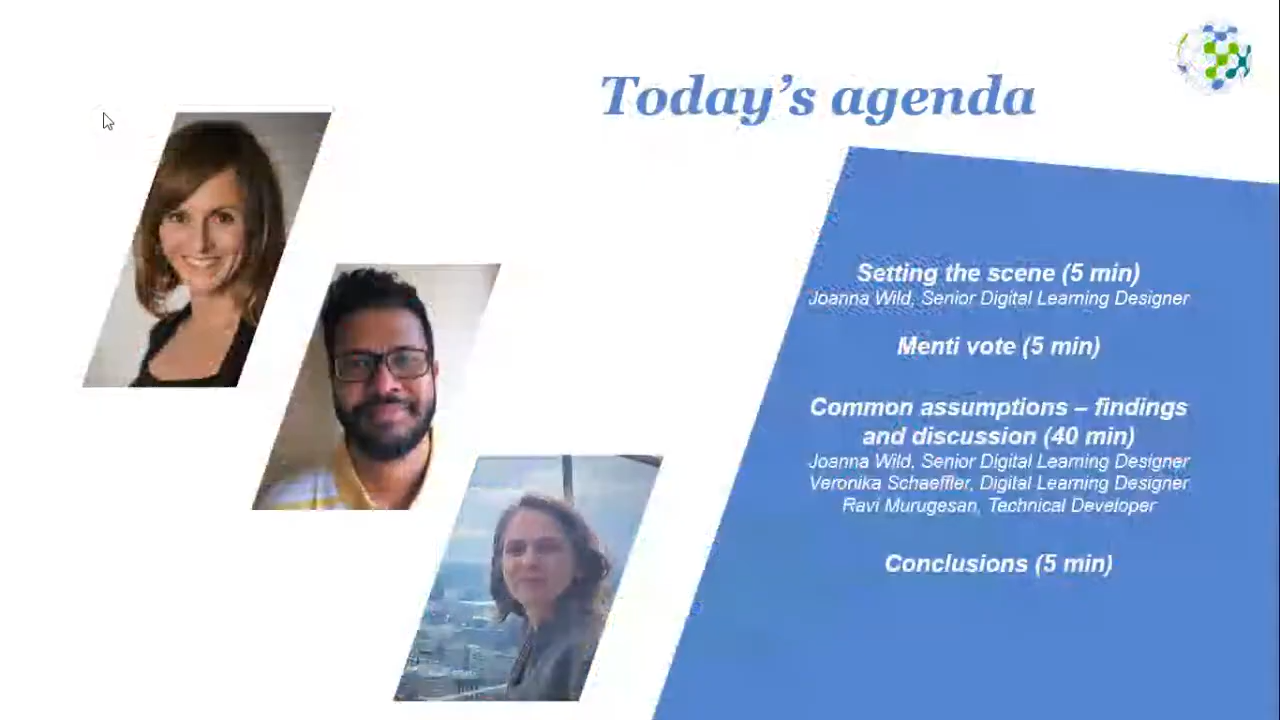 Today’s agenda
Setting the scene (5 min)
Joanna Wild, Senior Digital Learning Designer
Menti vote (5 min)
Common assumptions – findings
and discussion (40 min)
Joanna Wild, Senior Digital Learning Designer
Veronika Schaeffler, Digital Learning Designer
Ravi Murugesan, Technical Developer
Conclusions (5 min)